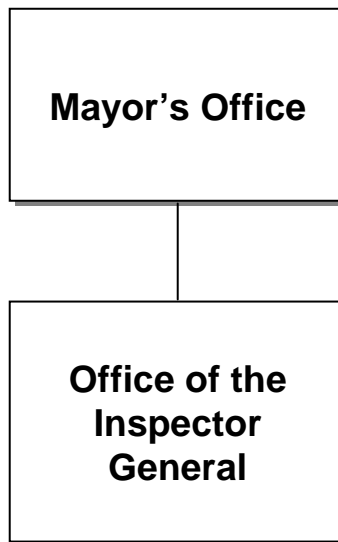 Mayor’s Office
Office of the
Inspector
General